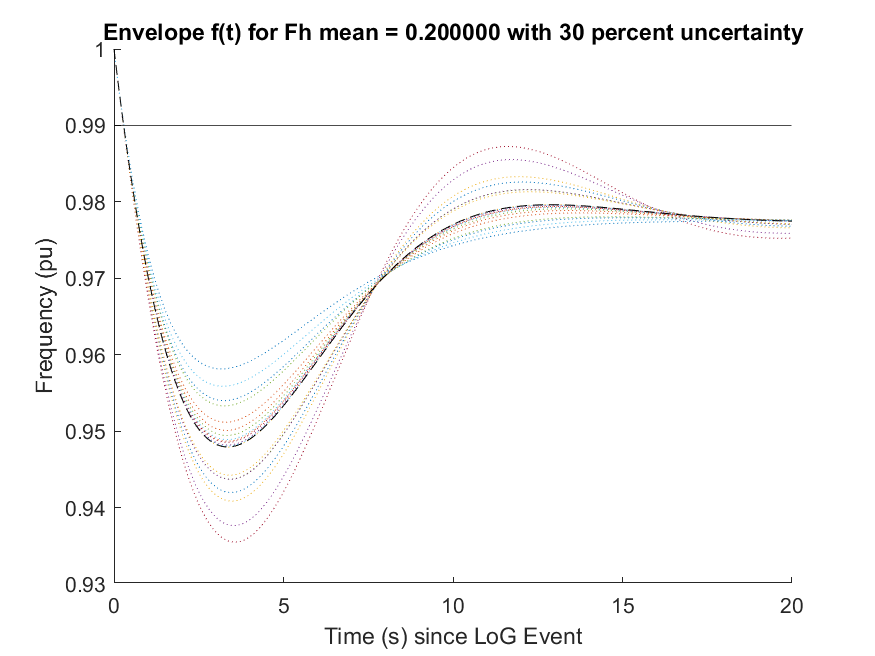 Envelope f(t) for Fh mean = 0.200000 with 30 percent uncertainty
1
0.99
0.98
0.97
0.96
0.95
0.94
0.93
Frequency (pu)
0 5 10 15 20
Time (s) since LoG Event